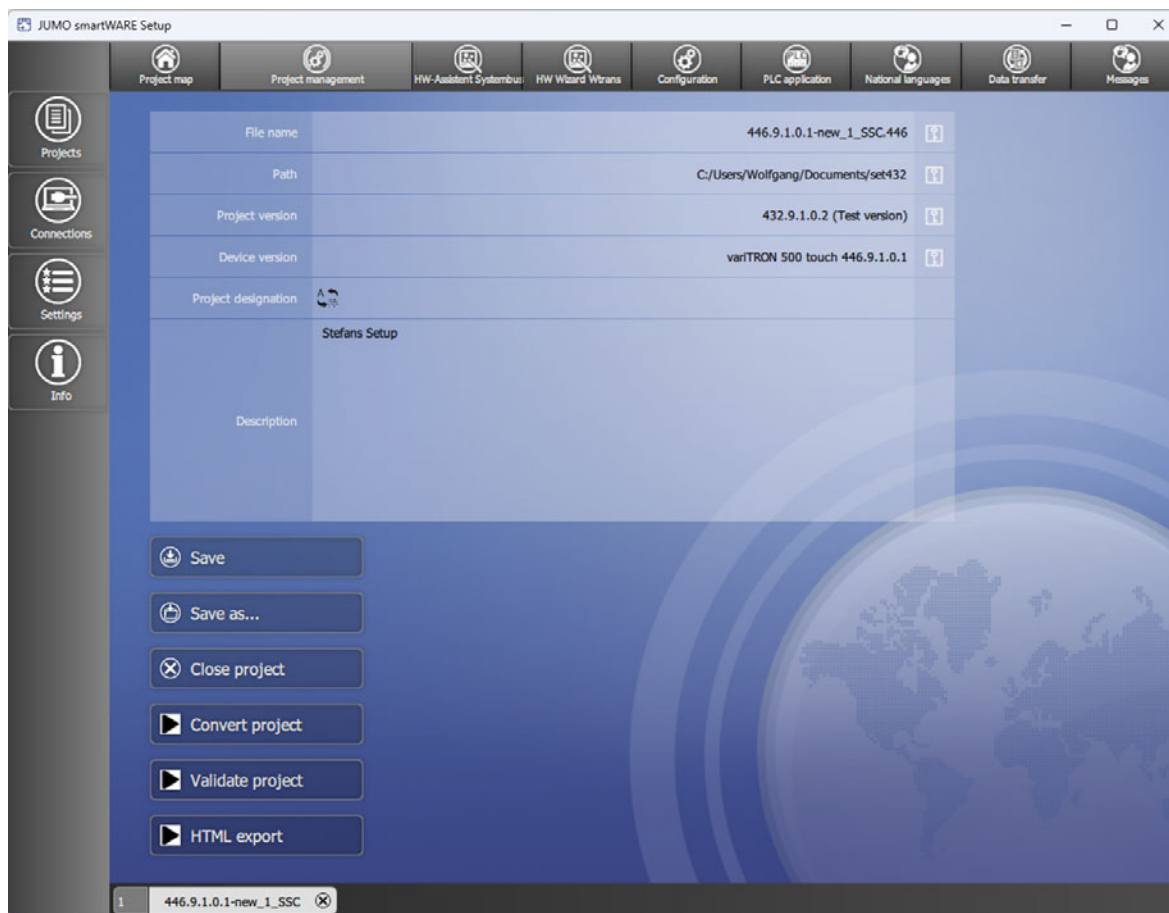 JUMO smartWARE Setup
Project map
Project management
HW-Assistent Systembus
HW Wizard Wtrans
Configuration
PLC application
National languages
Data transfer
Messages
Projects
Connections
Settings
Info
File name 446.9.1.0.1-new_1_SSC.446
Path C:/Users/Wolfgang/Documents/set432
Project version 432.9.1.0.2 (Test version)
Device version variTRON 500 touch 446.9.1.0.1
Project designation
Stefans Setup
Description
Save
Save as...
Close project
Convert project
Validate project
HTML export
1 446.9.1.0.1-new_1_SSC